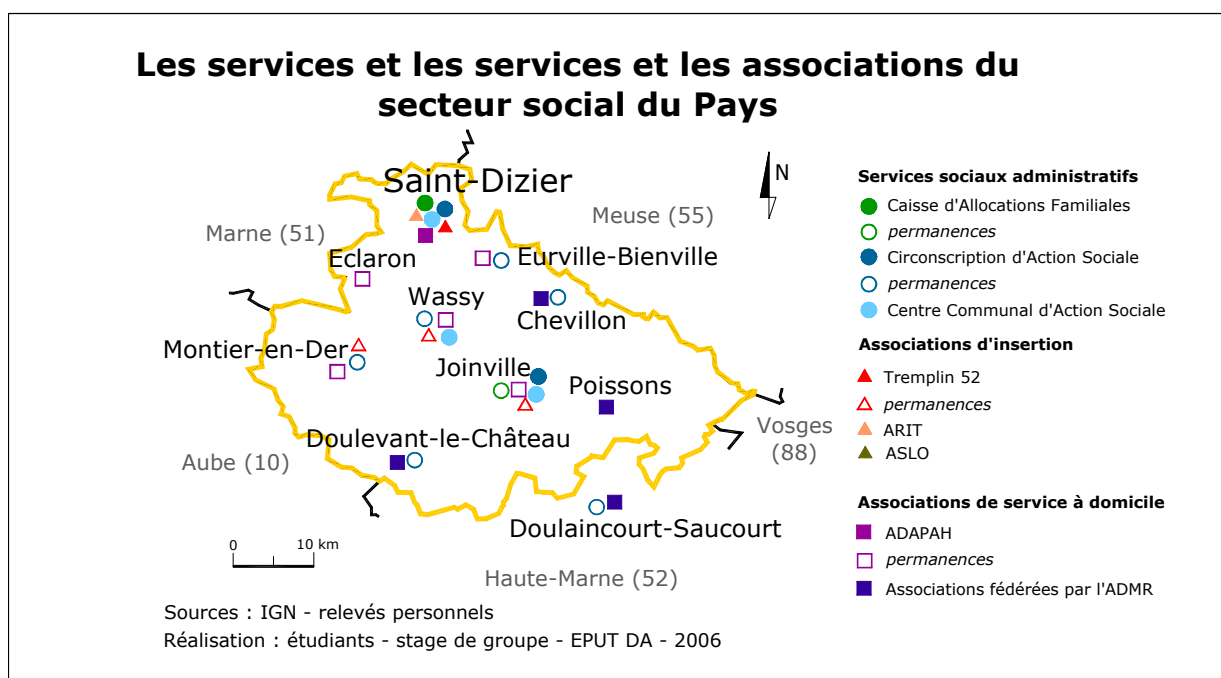 Les services et les services et les associations du
secteur social du Pays
N
Saint-Dizier
Meuse (55)
Marne (51)
Eclaron
Eurville-Bienville
Wassy
Chevillon
Montier-en-Der
Joinville
Poissons
Vosges
(88)
Doulevant-le-Château
Aube (10)
Doulaincourt-Saucourt
0 10 km
Haute-Marne (52)
Sources : IGN - relevés personnels
Réalisation : étudiants - stage de groupe - EPUT DA - 2006
Services sociaux administratifs
Caisse d'Allocations Familiales
permanences
Circonscription d'Action Sociale
permanences
Centre Communal d'Action Sociale
Associations d'insertion
Tremplin 52
permanences
ARIT
ASLO
Associations de service à domicile
ADAPAH
permanences
Associations fédérées par l'ADMR